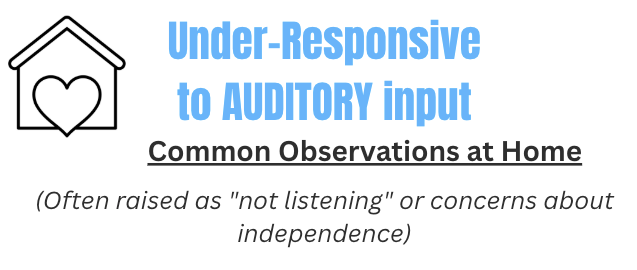 Under-Responsive
to AUDITORY input
Common Observations at Home
(Often raised as "not listening" or concerns about
independence)